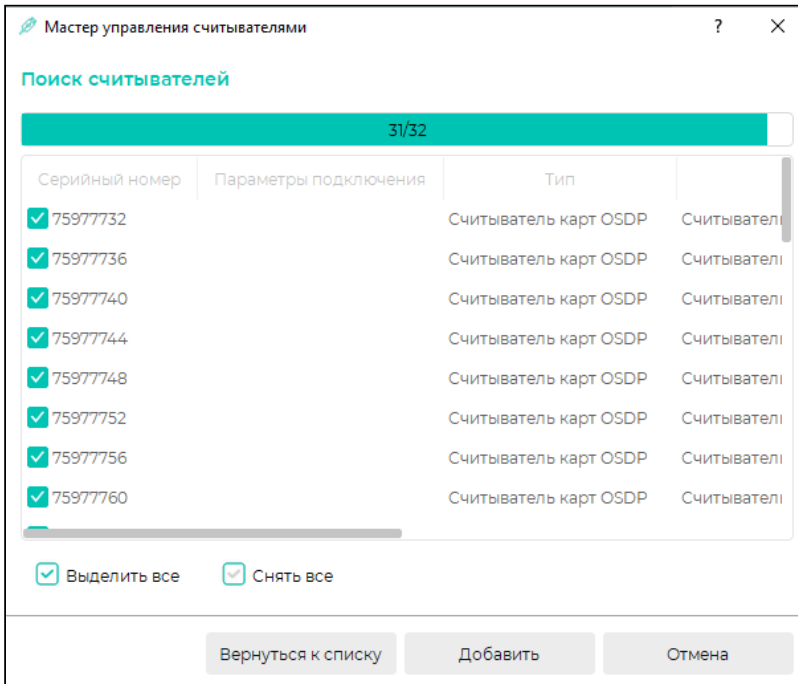 Мастер управления считывателями ?
Поиск считывателей
31/32
Серийный номер Параметры подключения Тип
75977732 Считыватель карт OSDP
75977736 Считыватель карт OSDP
75977740 Считыватель карт OSDP
75977744 Считыватель карт OSDP
75977748 Считыватель карт OSDP
75977752 Считыватель карт OSDP
75977756 Считыватель карт OSDP
75977760 Считыватель карт OSDP
Выделить все Снять все
Вернуться к списку Добавить Отмена